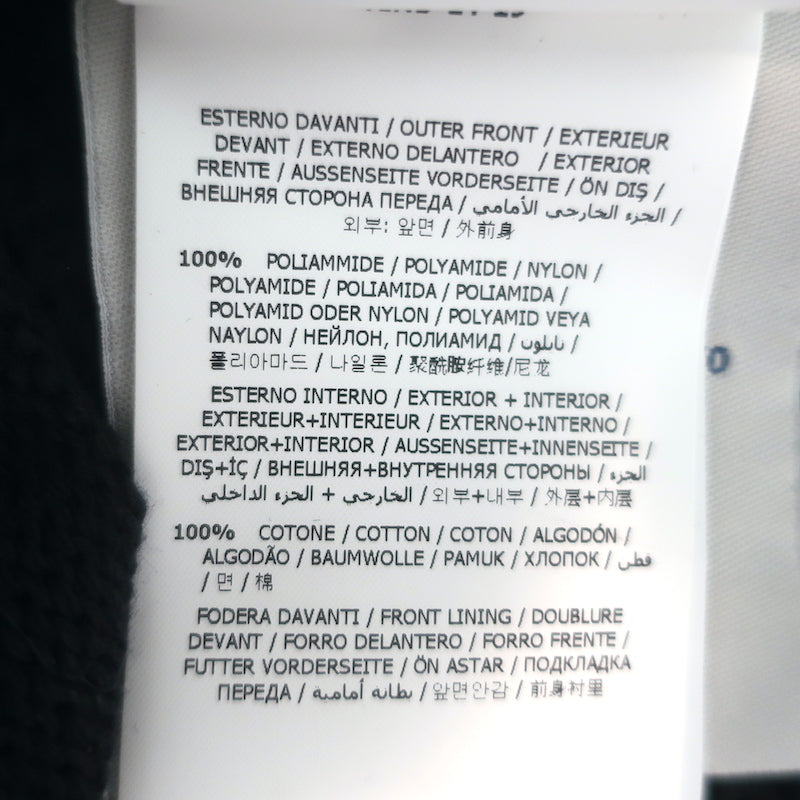 ESTERNO DAVANTI / OUTER FRONT / EXTERIEUR
DEVANT / EXTERNO DELANTERO / EXTERIOR
FRENTE / AUSSENSEITE VORDERSEITE / ÖN DIŞ /
ВНЕШНЯЯ СТОРОНА ПЕРЕДА / الجزء الخارجي الأمامي /
외부: 앞면 / 外前身
100% POLIAMMIDE / POLYAMIDE / NYLON /
POLYAMIDE / POLIAMIDA / POLIAMIDA /
POLYAMID ODER NYLON / POLYAMID VEYA
NAYLON / НЕЙЛОН, ПОЛИАМИД / نايلون /
폴리아마드 / 나일론 / 聚酰胺纤维/尼龙
ESTERNO INTERNO / EXTERIOR + INTERIOR /
EXTERIEUR+INTERIEUR / EXTERNO+INTERNO /
EXTERIOR+INTERIOR / AUSSENSEITE+INNENSEITE /
DIŞ+İÇ / ВНЕШНЯЯ+ВНУТРЕННЯЯ СТОРОНЫ / الجزء
الخارجي + الجزء الداخلي / 외부+내부 / 外层+内层
100% COTONE / COTTON / COTON / ALGODÓN /
ALGODÃO / BAUMWOLLE / PAMUK / ХЛОПОК / قطن
/ 면 / 棉
FODERA DAVANTI / FRONT LINING / DOUBLURE
DEVANT / FORRO DELANTERO / FORRO FRENTE /
FUTTER VORDERSEITE / ÖN ASTAR / ПОДКЛАДКА
ПЕРЕДА / بطانة أمامية / 앞면안감 / 前身衬里